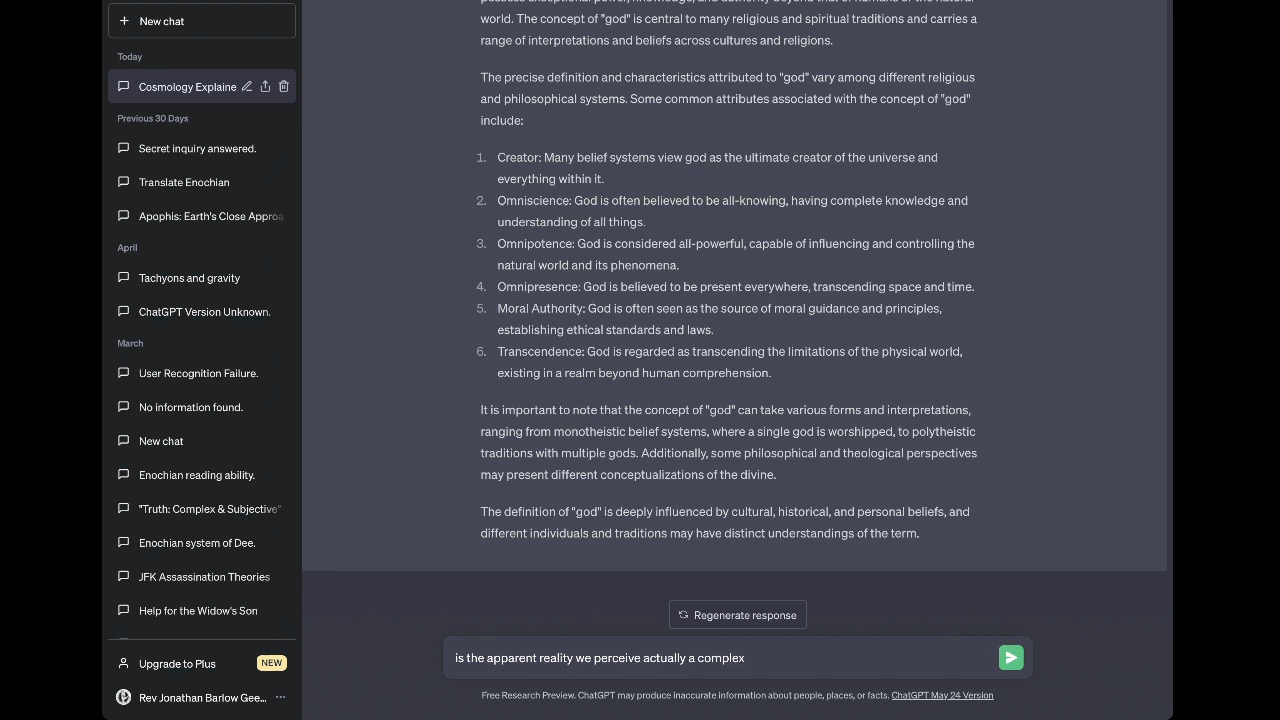 New chat
Today
Cosmology Explaine
Previous 30 Days
Secret inquiry answered.
Translate Enochian
Apophis: Earth's Close Approa
April
Tachyons and gravity
ChatGPT Version Unknown.
March
User Recognition Failure.
No information found.
New chat
Enochian reading ability.
"Truth: Complex & Subjective"
Enochian system of Dee.
JFK Assassination Theories
Help for the Widow's Son
Upgrade to Plus NEW
Rev Jonathan Barlow Gee...
world. The concept of "god" is central to many religious and spiritual traditions and carries a
range of interpretations and beliefs across cultures and religions.
The precise definition and characteristics attributed to "god" vary among different religious
and philosophical systems. Some common attributes associated with the concept of "god"
include:
1. Creator: Many belief systems view god as the ultimate creator of the universe and
everything within it.
2. Omniscience: God is often believed to be all-knowing, having complete knowledge and
understanding of all things.
3. Omnipotence: God is considered all-powerful, capable of influencing and controlling the
natural world and its phenomena.
4. Omnipresence: God is believed to be present everywhere, transcending space and time.
5. Moral Authority: God is often seen as the source of moral guidance and principles,
establishing ethical standards and laws.
6. Transcendence: God is regarded as transcending the limitations of the physical world,
existing in a realm beyond human comprehension.
It is important to note that the concept of "god" can take various forms and interpretations,
ranging from monotheistic belief systems, where a single god is worshipped, to polytheistic
traditions with multiple gods. Additionally, some philosophical and theological perspectives
may present different conceptualizations of the divine.
The definition of "god" is deeply influenced by cultural, historical, and personal beliefs, and
different individuals and traditions may have distinct understandings of the term.
Regenerate response
is the apparent reality we perceive actually a complex
Free Research Preview. ChatGPT may produce inaccurate information about people, places, or facts. ChatGPT May 24 Version